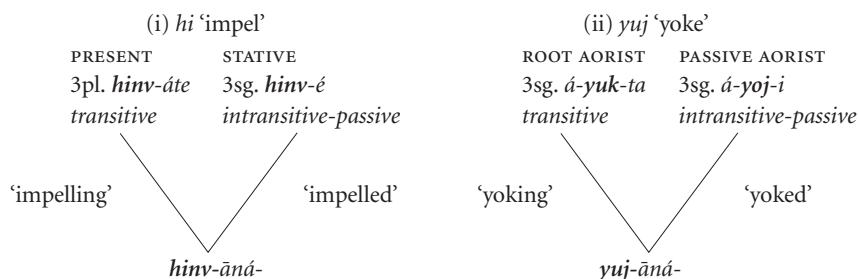 (i) hi ‘impel’ (ii) yuj ‘yoke’
PRESENT STATIVE ROOT AORIST PASSIVE AORIST
3pl. hinv-áte 3sg. hinv-é 3sg. á-yuk-ta 3sg. á-yoj-i
transitive intransitive-passive transitive intransitive-passive
‘impelling’ ‘impelled’ ‘yoking’ ‘yoked’
hinv-āná- yuj-āná-